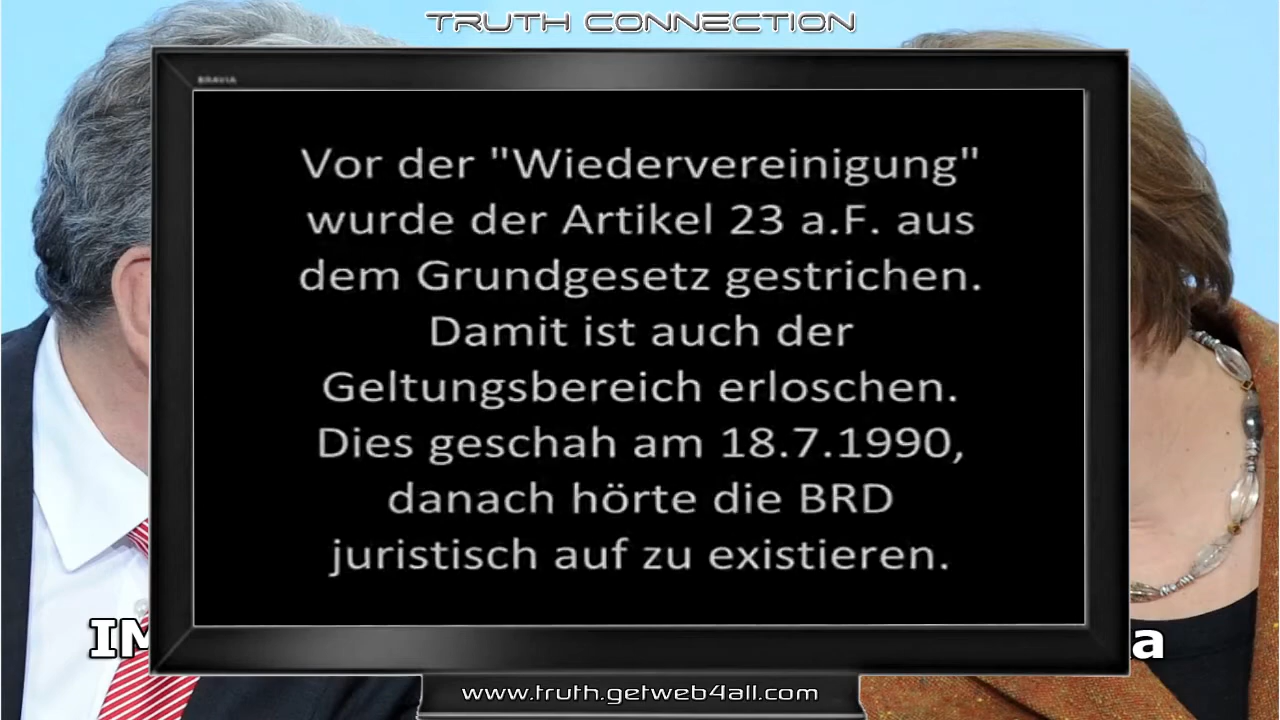 TRUTH CONNECTION
BRAVIA
Vor der "Wiedervereinigung"
wurde der Artikel 23 a.F. aus
dem Grundgesetz gestrichen.
Damit ist auch der
Geltungsbereich erloschen.
Dies geschah am 18.7.1990,
danach hörte die BRD
juristisch auf zu existieren.
www.truth.getweb4all.com